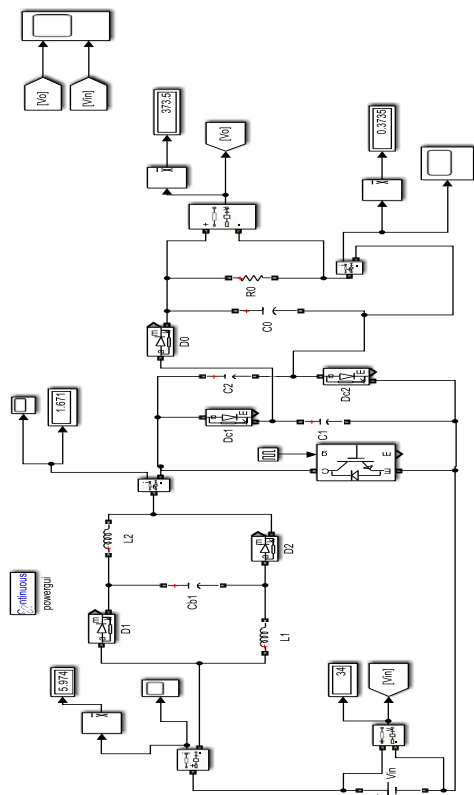 [Vo]
[Vin]
373.5
[Vo]
0.3735
R0
C0
D0
C2
Dc2
Dc1
C1
1.671
L2
D2
Cb1
Continuous
powergui
D1
L1
5.974
34
[Vin]
Vin